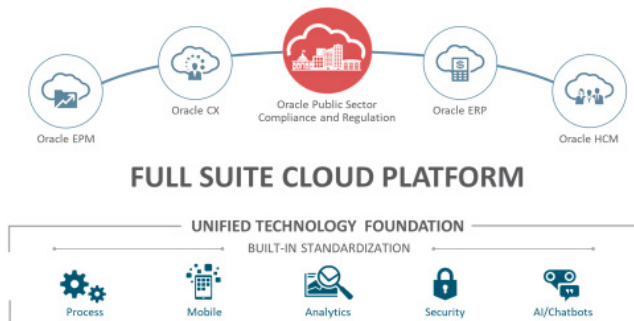 Oracle EPM
Oracle CX
Oracle Public Sector
Compliance and Regulation
Oracle ERP
Oracle HCM
FULL SUITE CLOUD PLATFORM
UNIFIED TECHNOLOGY FOUNDATION
BUILT-IN STANDARDIZATION
Process
Mobile
Analytics
Security
AI/Chatbots